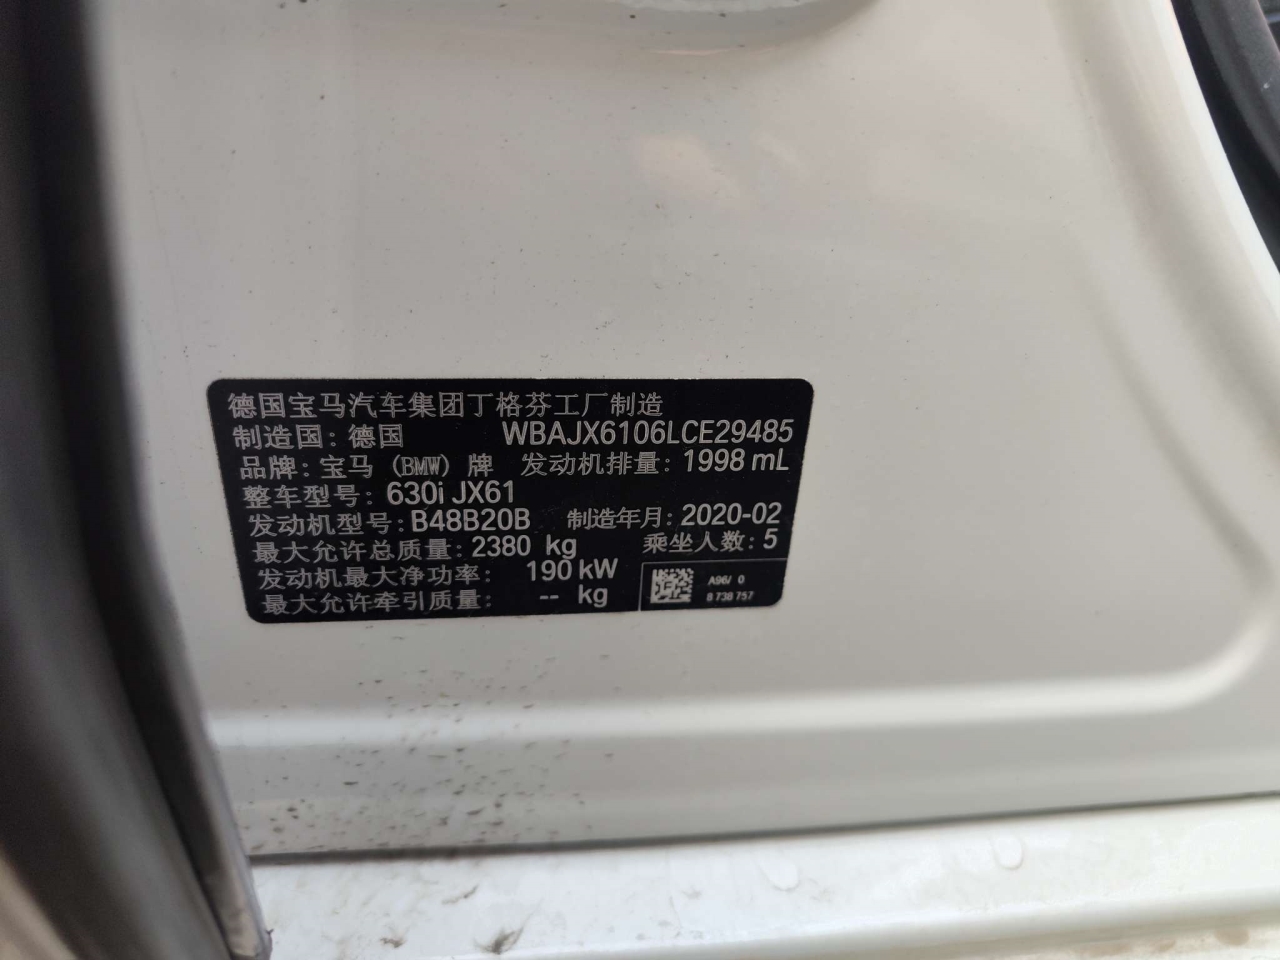 德国宝马汽车集团丁格芬工厂制造
制造国：德国 WBAJX6106LCE29485
品牌：宝马（BMW）牌 发动机排量：1998 mL
整车型号：630i JX61
发动机型号：B48B20B 制造年月：2020-02
最大允许总质量：2380 kg 乘坐人数：5
发动机最大净功率： 190 kW
最大允许牵引质量： -- kg
A96/ 0
8 738 757